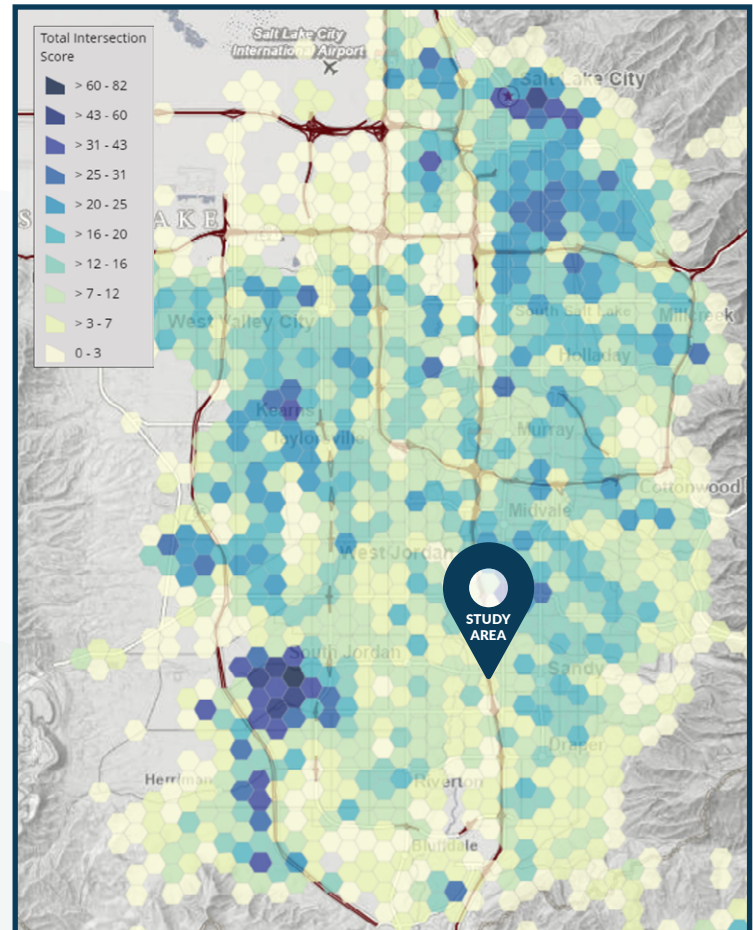 Total Intersection
Score
> 60 - 82
> 43 - 60
> 31 - 43
> 25 - 31
> 20 - 25
> 16 - 20
> 12 - 16
> 7 - 12
> 3 - 7
0 - 3
Salt Lake City
International Airport
Salt Lake City
S
AKE
West Valley City
South Salt Lake
Millcreek
Holladay
Kearns
Taylorsville
Murray
Cottonwood
Midvale
West Jordan
STUDY
AREA
South Jordan
Sandy
Draper
Herriman
Riverton
Bluffdale